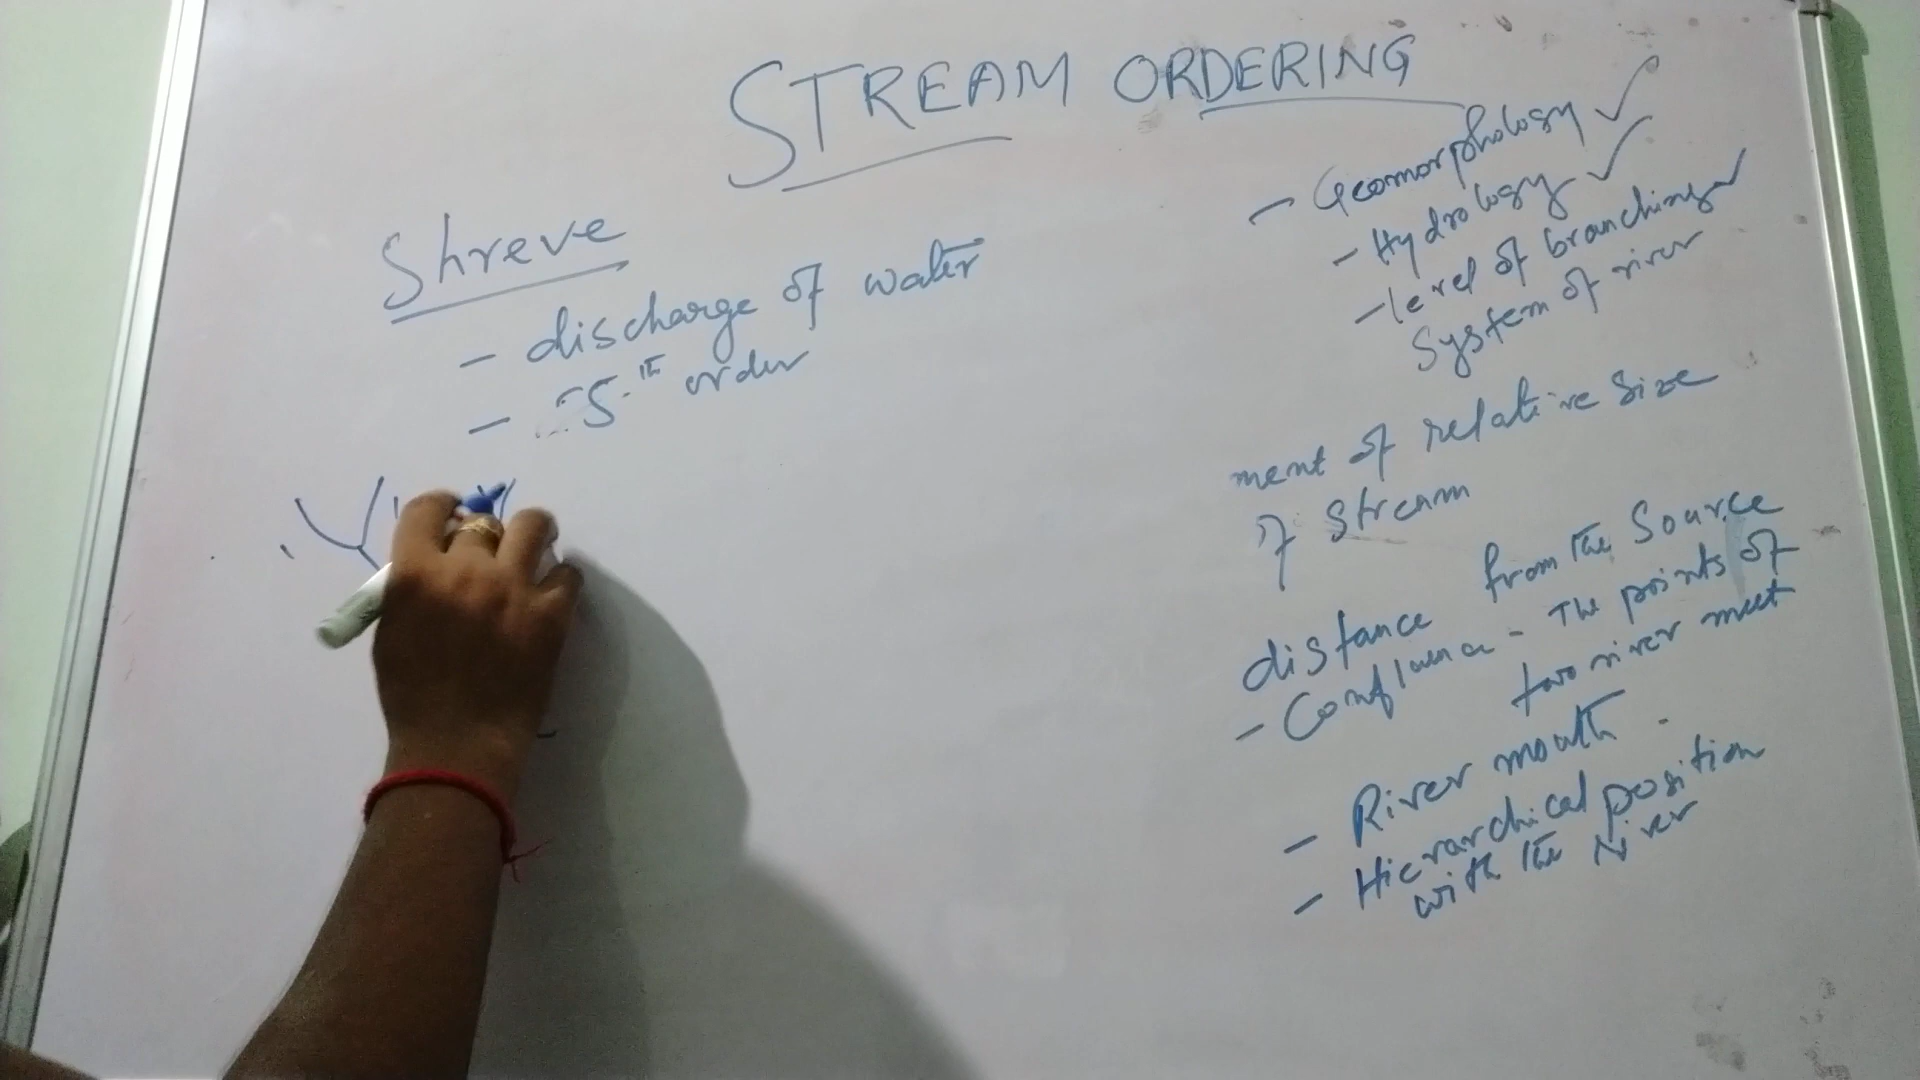 STREAM ORDERING
Shreve
- discharge of water
- 5th order
- Geomorphology ✓
- Hydrology ✓
- level of branching ✓
System of river
ment of relative size
of Stream
distance from the Source
- Confluence - The points of
two river meet
- River mouth
- Hierarchical position
with the river